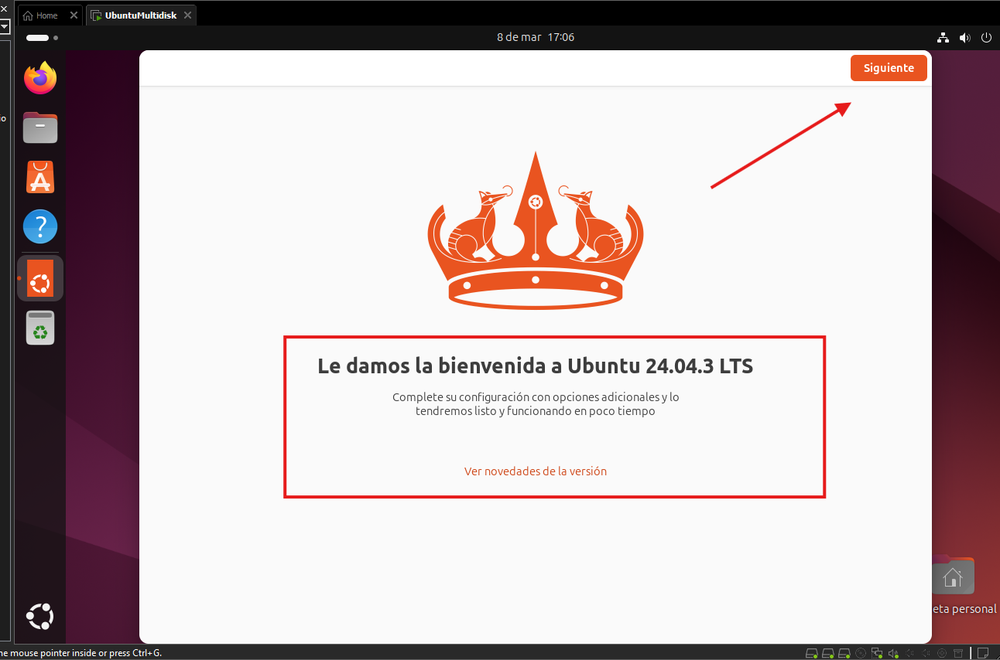 Home
UbuntuMultidisk
8 de mar 17:06
Siguiente
io
Le damos la bienvenida a Ubuntu 24.04.3 LTS
Complete su configuración con opciones adicionales y lo
tendremos listo y funcionando en poco tiempo
Ver novedades de la versión
eta personal
ne mouse pointer inside or press Ctrl+G.